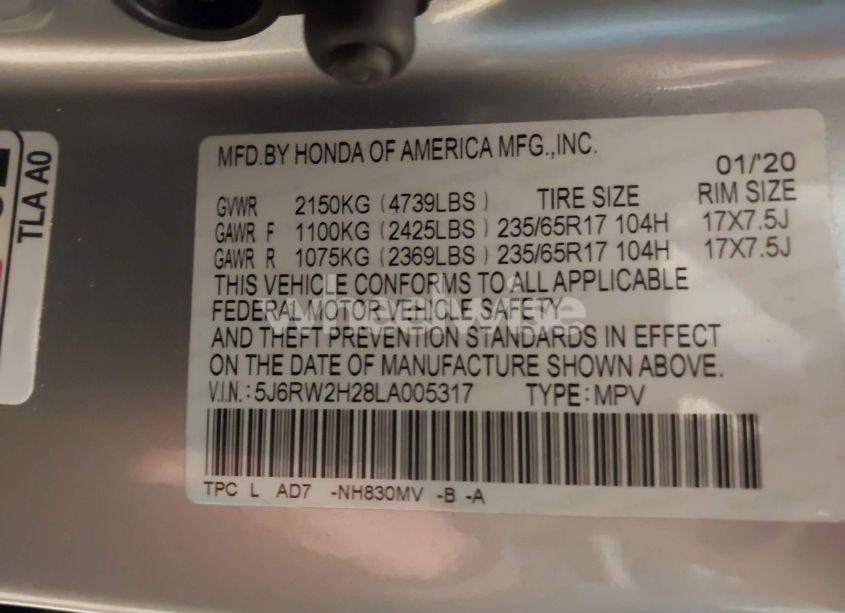 TLA A0
MFD.BY HONDA OF AMERICA MFG.,INC.
01/'20
GVWR 2150KG (4739LBS) TIRE SIZE RIM SIZE
GAWR F 1100KG (2425LBS) 235/65R17 104H 17X7.5J
GAWR R 1075KG (2369LBS) 235/65R17 104H 17X7.5J
THIS VEHICLE CONFORMS TO ALL APPLICABLE
FEDERAL MOTOR VEHICLE SAFETY
AND THEFT PREVENTION STANDARDS IN EFFECT
ON THE DATE OF MANUFACTURE SHOWN ABOVE.
V.I.N.: 5J6RW2H28LA005317 TYPE: MPV
TPC L AD7 -NH830MV -B -A
wheelwise